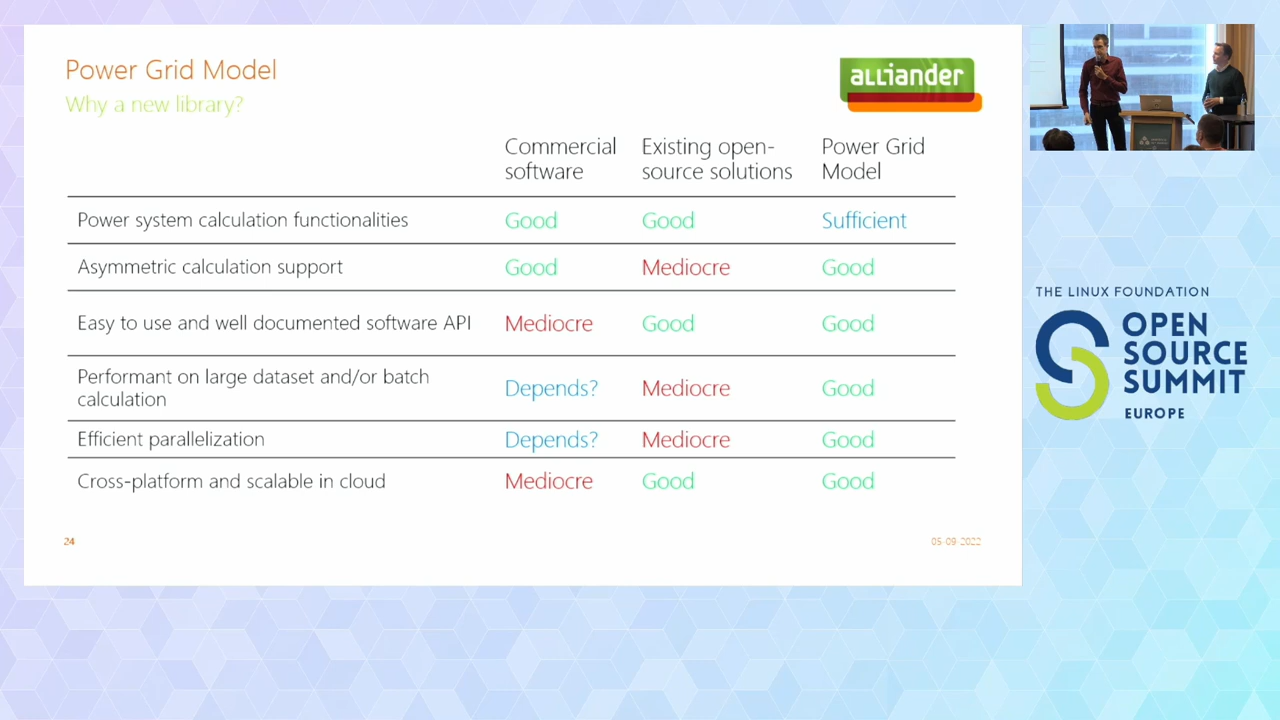 Power Grid Model
Why a new library?
alliander
Commercial software
Existing open-source solutions
Power Grid Model
Power system calculation functionalities
Good
Good
Sufficient
Asymmetric calculation support
Good
Mediocre
Good
Easy to use and well documented software API
Mediocre
Good
Good
Performant on large dataset and/or batch
calculation
Depends?
Mediocre
Good
Efficient parallelization
Depends?
Mediocre
Good
Cross-platform and scalable in cloud
Mediocre
Good
Good
24
05-09-2022
THE LINUX FOUNDATION
OPEN
SOURCE
SUMMIT
EUROPE